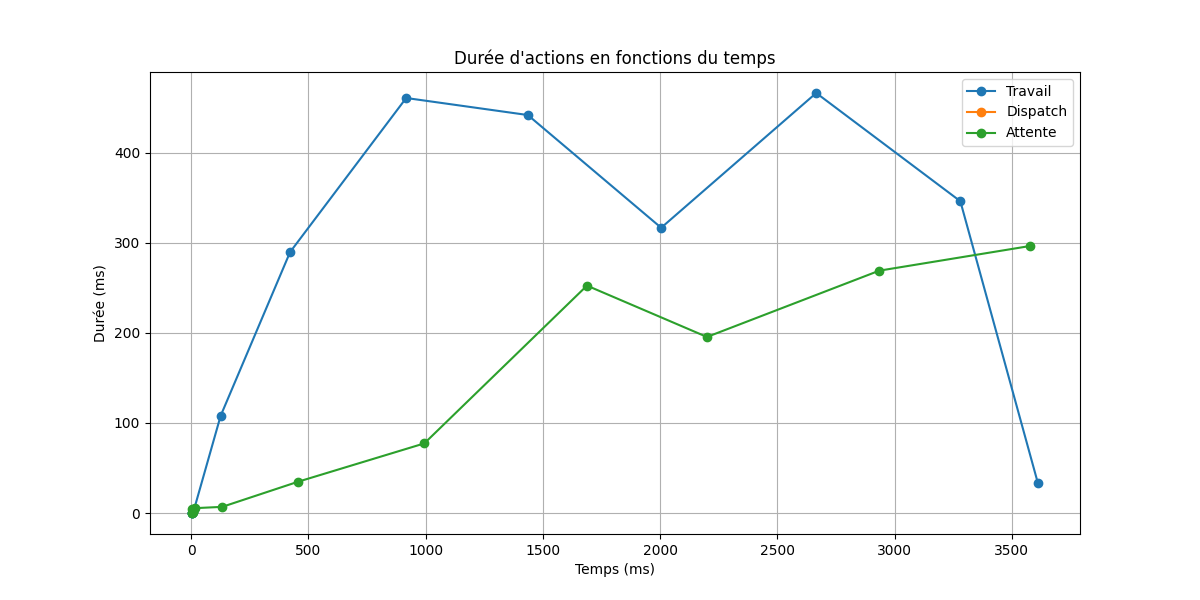 Durée d'actions en fonctions du temps
Travail
Dispatch
Attente
Durée (ms)
400
300
200
100
0
0 500 1000 1500 2000 2500 3000 3500
Temps (ms)